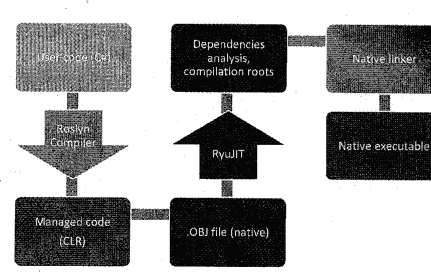 User code (C#)
Roslyn
Compiler
Managed code
(CLR)
.OBJ file (native)
RyuJIT
Dependencies
analysis,
compilation roots
Native linker
Native executable